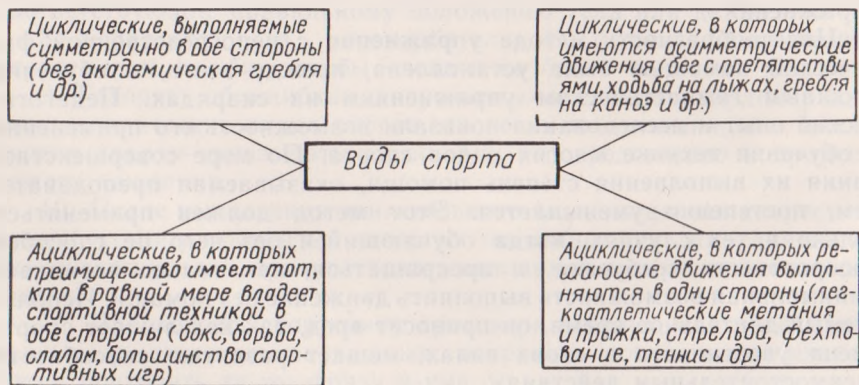 Циклические, выполняемые
симметрично в обе стороны
(бег, академическая гребля
и др.)
Циклические, в которых
имеются асимметрические
движения (бег с препятстви-
ями, ходьба на лыжах, гребля
на каноэ и др.)
Виды спорта
Ациклические, в которых
преимущество имеет тот,
кто в равной мере владеет
спортивной техникой в
обе стороны (бокс, борьба,
слалом, большинство спор-
тивных игр)
Ациклические, в которых ре-
шающие движения выпол-
няются в одну сторону (лег-
коатлетические метания
и прыжки, стрельба, фехто-
вание, теннис и др.)